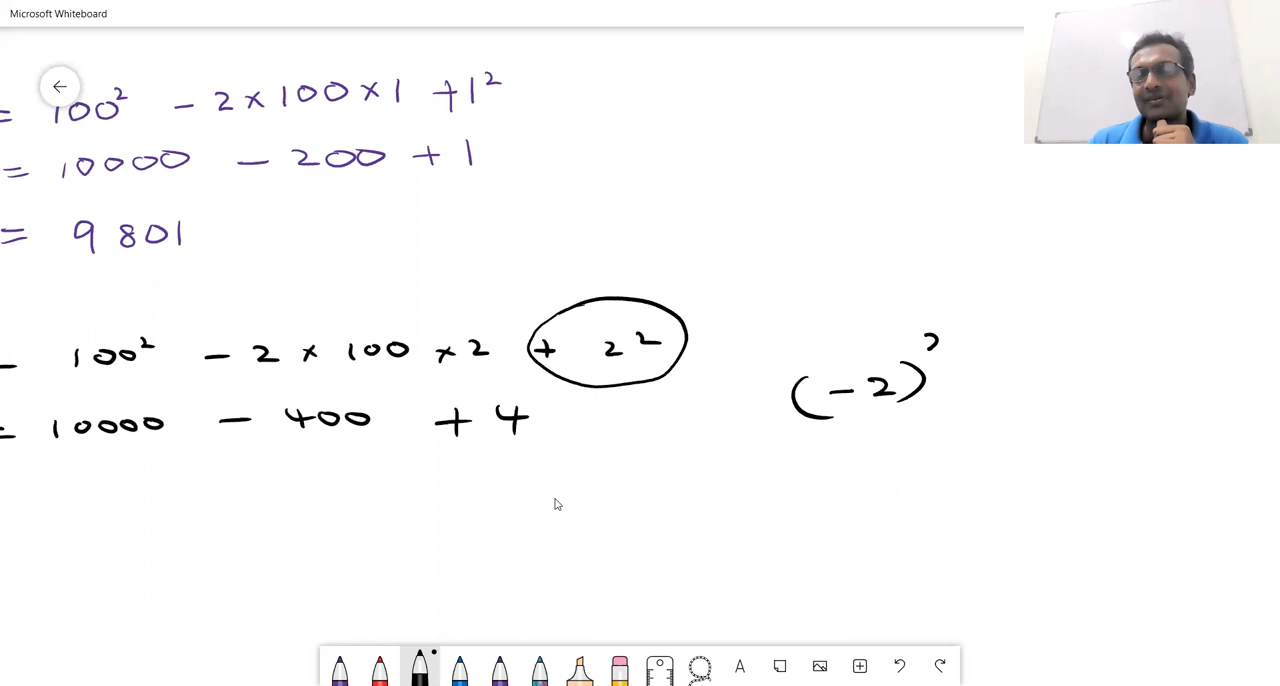 Microsoft Whiteboard
= 100² - 2 × 100 × 1 + 1²
= 10000 - 200 + 1
= 9801
- 100² - 2 × 100 × 2 + 2²
(-2)²
= 10000 - 400 + 4
A